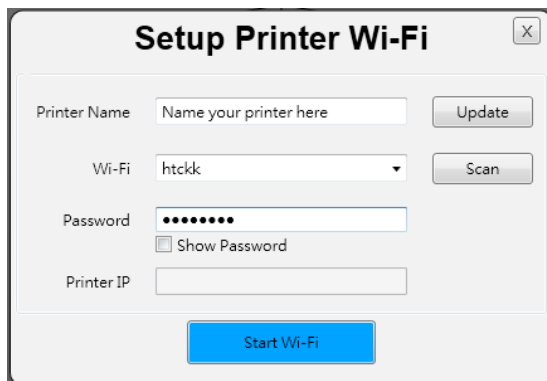 Setup Printer Wi-Fi
X
Printer Name
Name your printer here
Update
Wi-Fi
htckk
Scan
Password
••••••••
Show Password
Printer IP
Start Wi-Fi